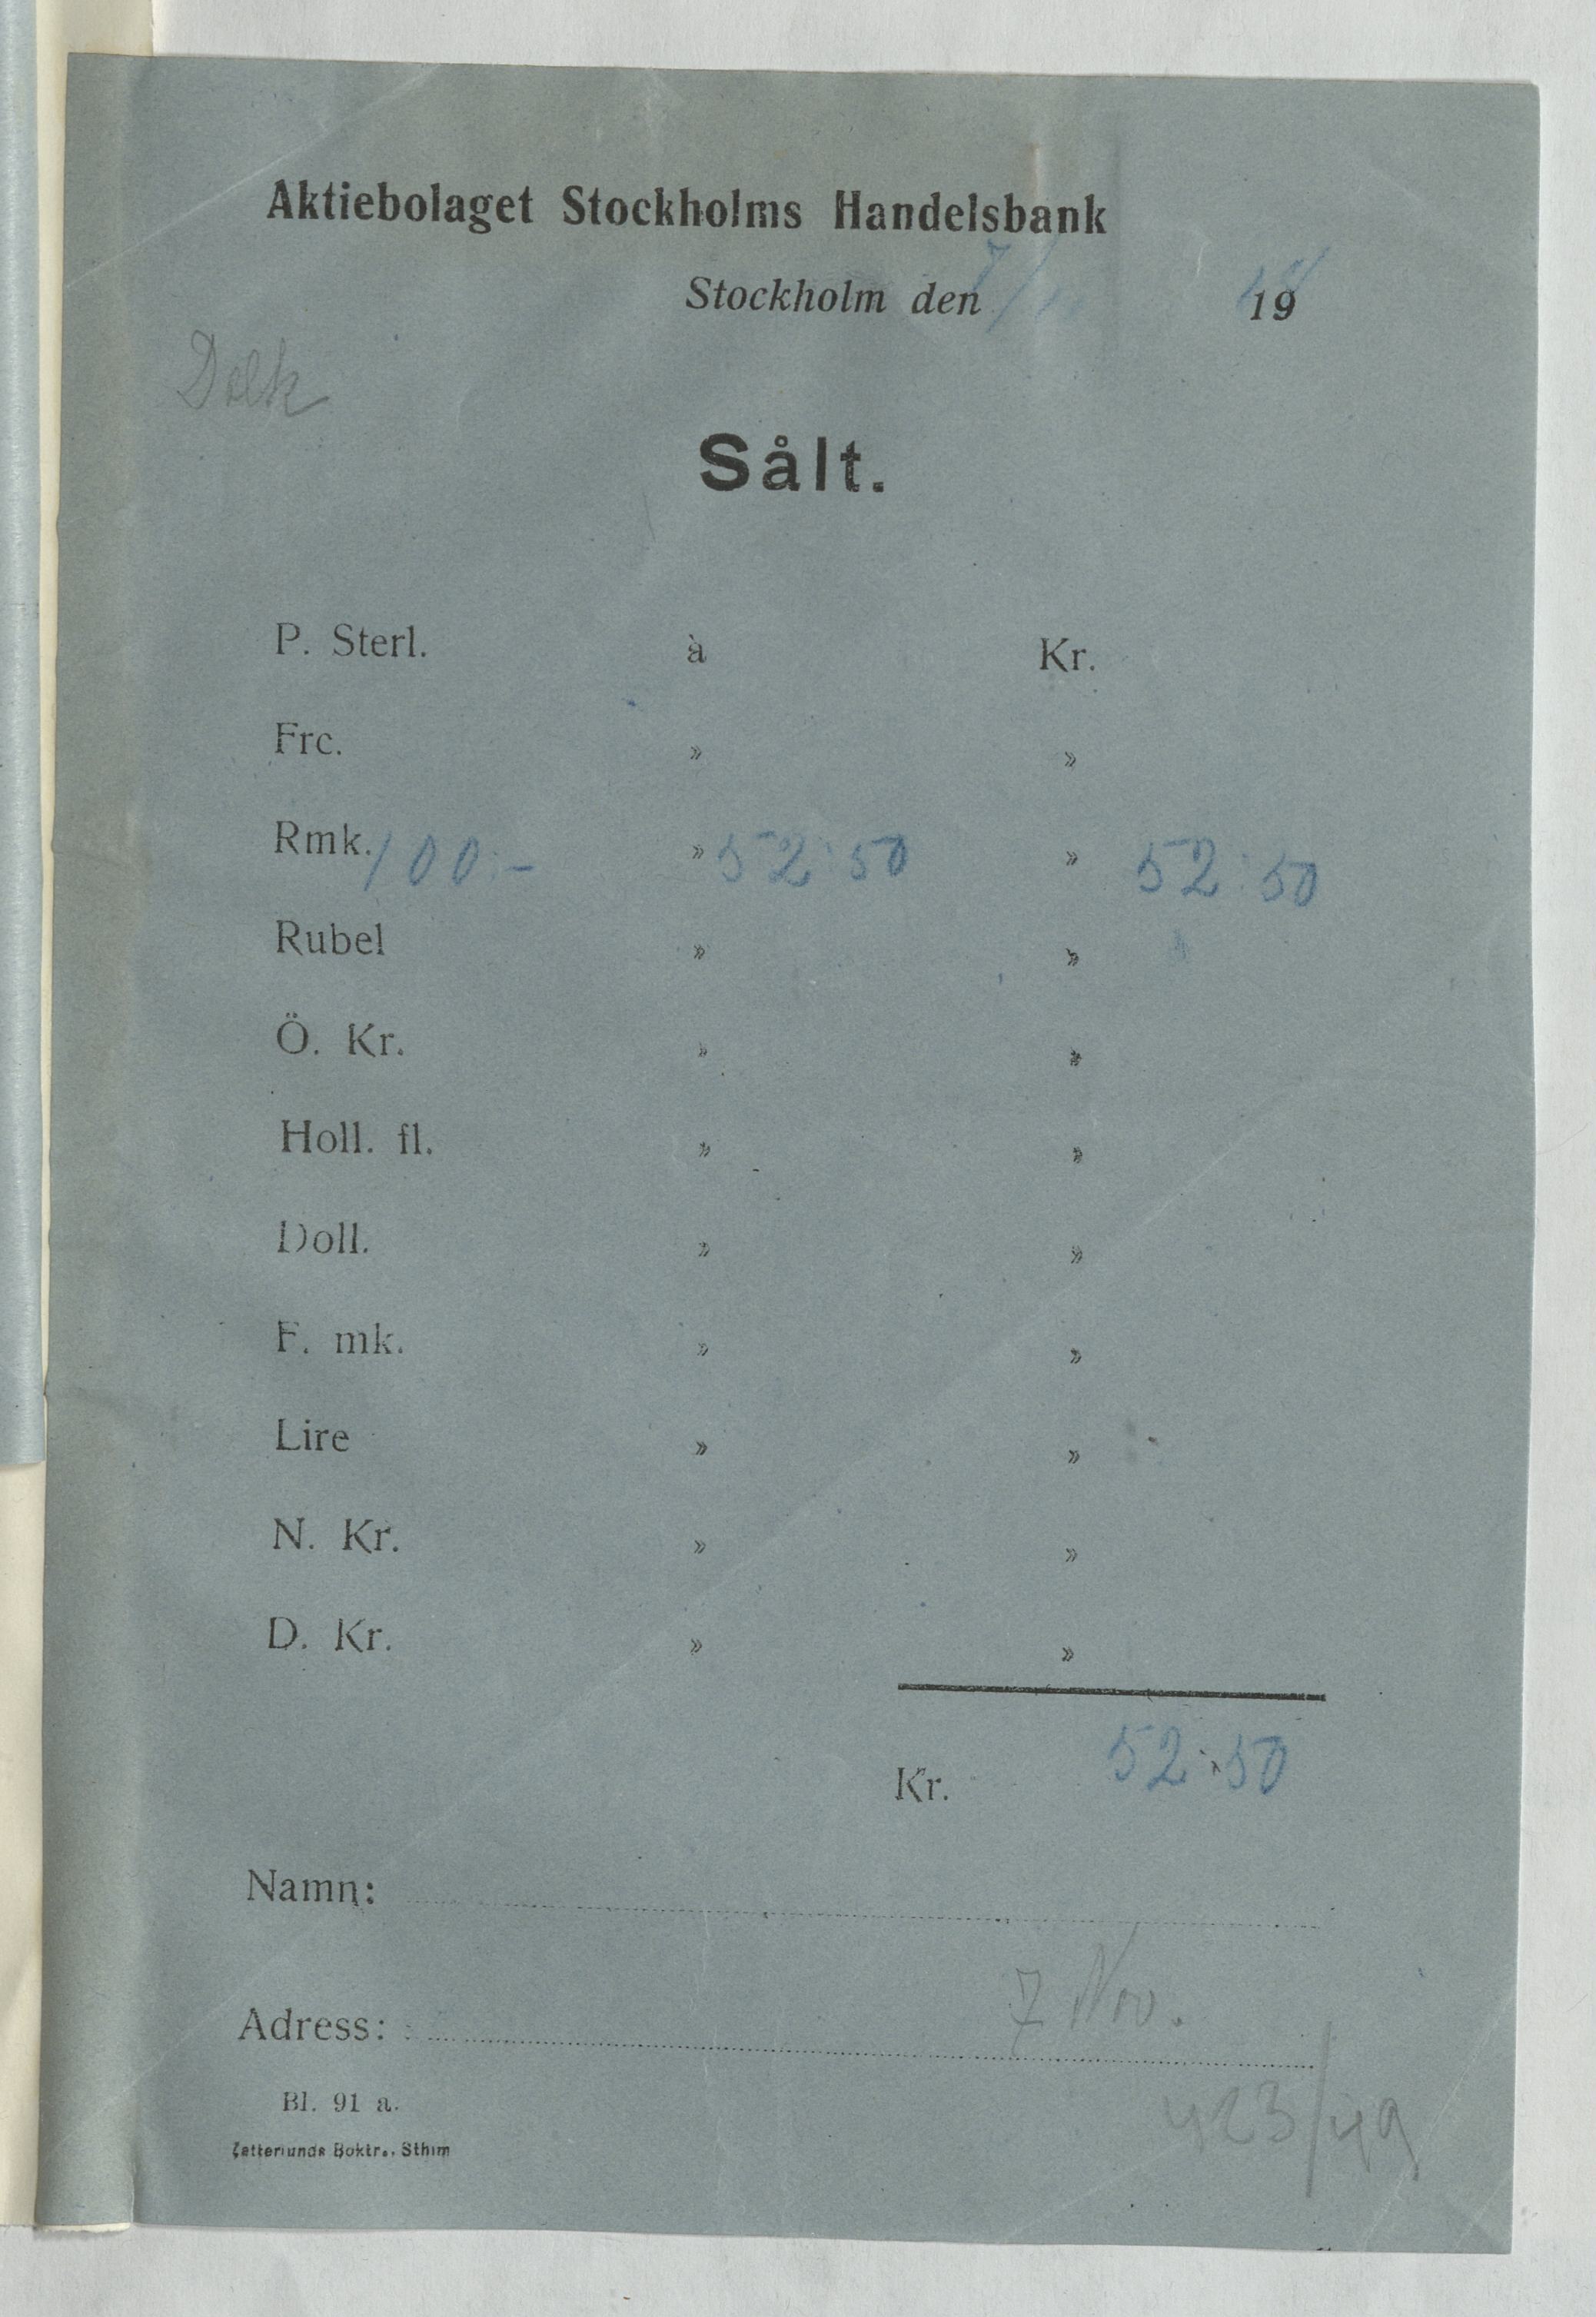 Aktiebolaget Stockholms Handelsbank
Stockholm den 7/ 19
Sålt.
P. Sterl. à Kr.
Frc. » »
Rmk. 100:- » 52:50 » 52:50
Rubel » »
Ö. Kr. » »
Holl. fl. » »
Doll. » »
F. mk. » »
Lire » »
N. Kr. » »
D. Kr. » »
Kr. 52:50
Namn:
7 Nov.
Adress:
423/49
Bl. 91 a.
Zetterlunds Boktr., Sthlm